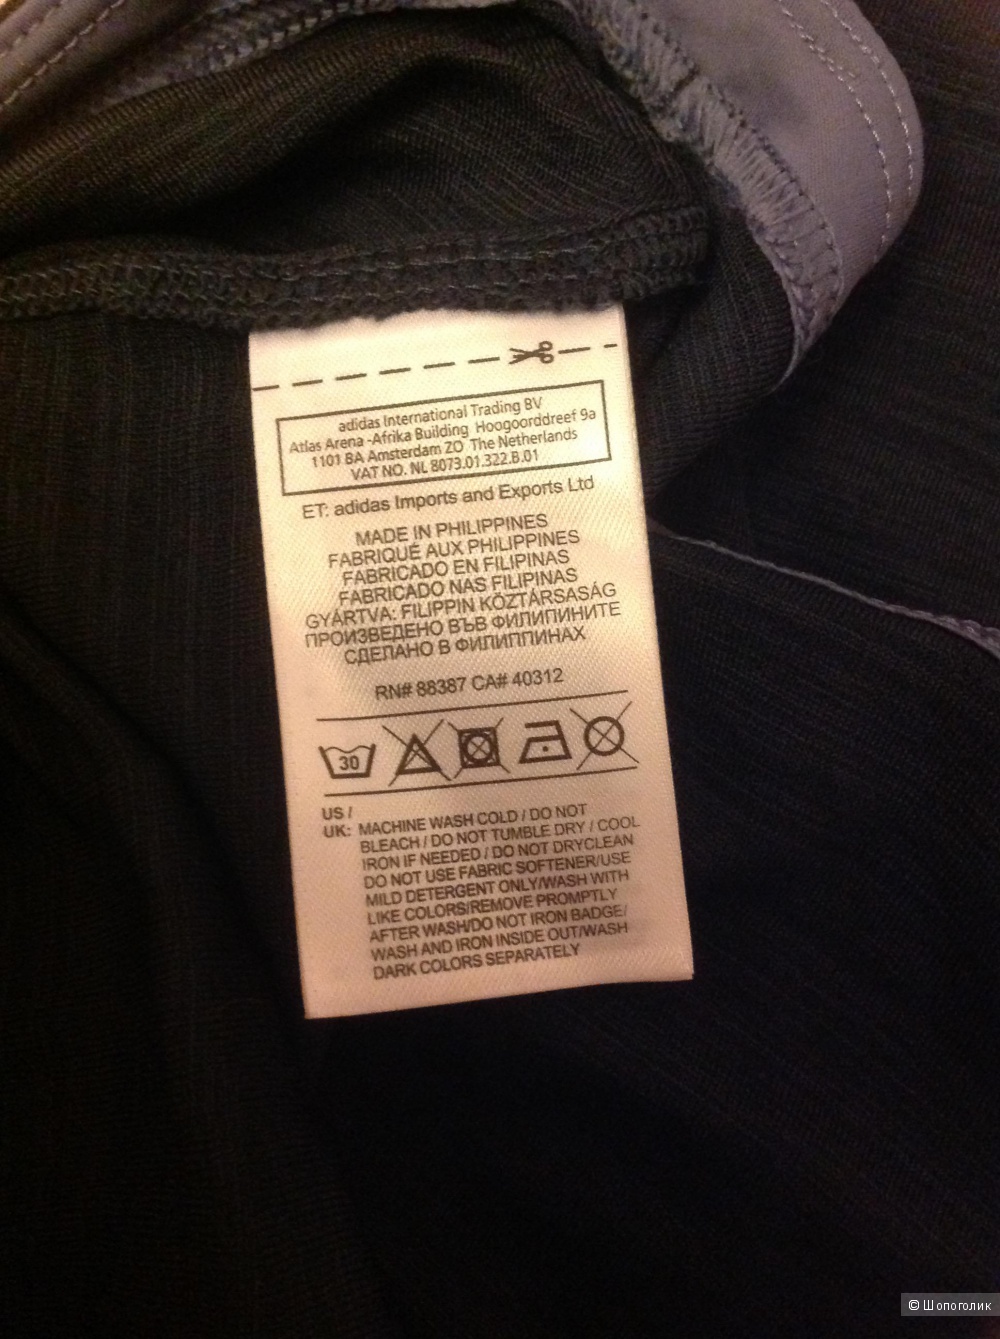 adidas International Trading BV
Atlas Arena -Afrika Building Hoogoorddreef 9a
1101 BA Amsterdam ZO The Netherlands
VAT NO. NL 8073.01.322.B.01
ET: adidas Imports and Exports Ltd
MADE IN PHILIPPINES
FABRIQUÉ AUX PHILIPPINES
FABRICADO EN FILIPINAS
FABRICADO NAS FILIPINAS
GYÁRTVA: FILIPPIN KÖZTÁRSASÁG
ПРОИЗВЕДЕНО ВЪВ ФИЛИПИНИТЕ
СДЕЛАНО В ФИЛИППИНАХ
RN# 88387 CA# 40312
30
US /
UK: MACHINE WASH COLD / DO NOT
BLEACH / DO NOT TUMBLE DRY / COOL
IRON IF NEEDED / DO NOT DRYCLEAN
DO NOT USE FABRIC SOFTENER/USE
MILD DETERGENT ONLY/WASH WITH
LIKE COLORS/REMOVE PROMPTLY
AFTER WASH/DO NOT IRON BADGE/
WASH AND IRON INSIDE OUT/WASH
DARK COLORS SEPARATELY
© Шопоголик